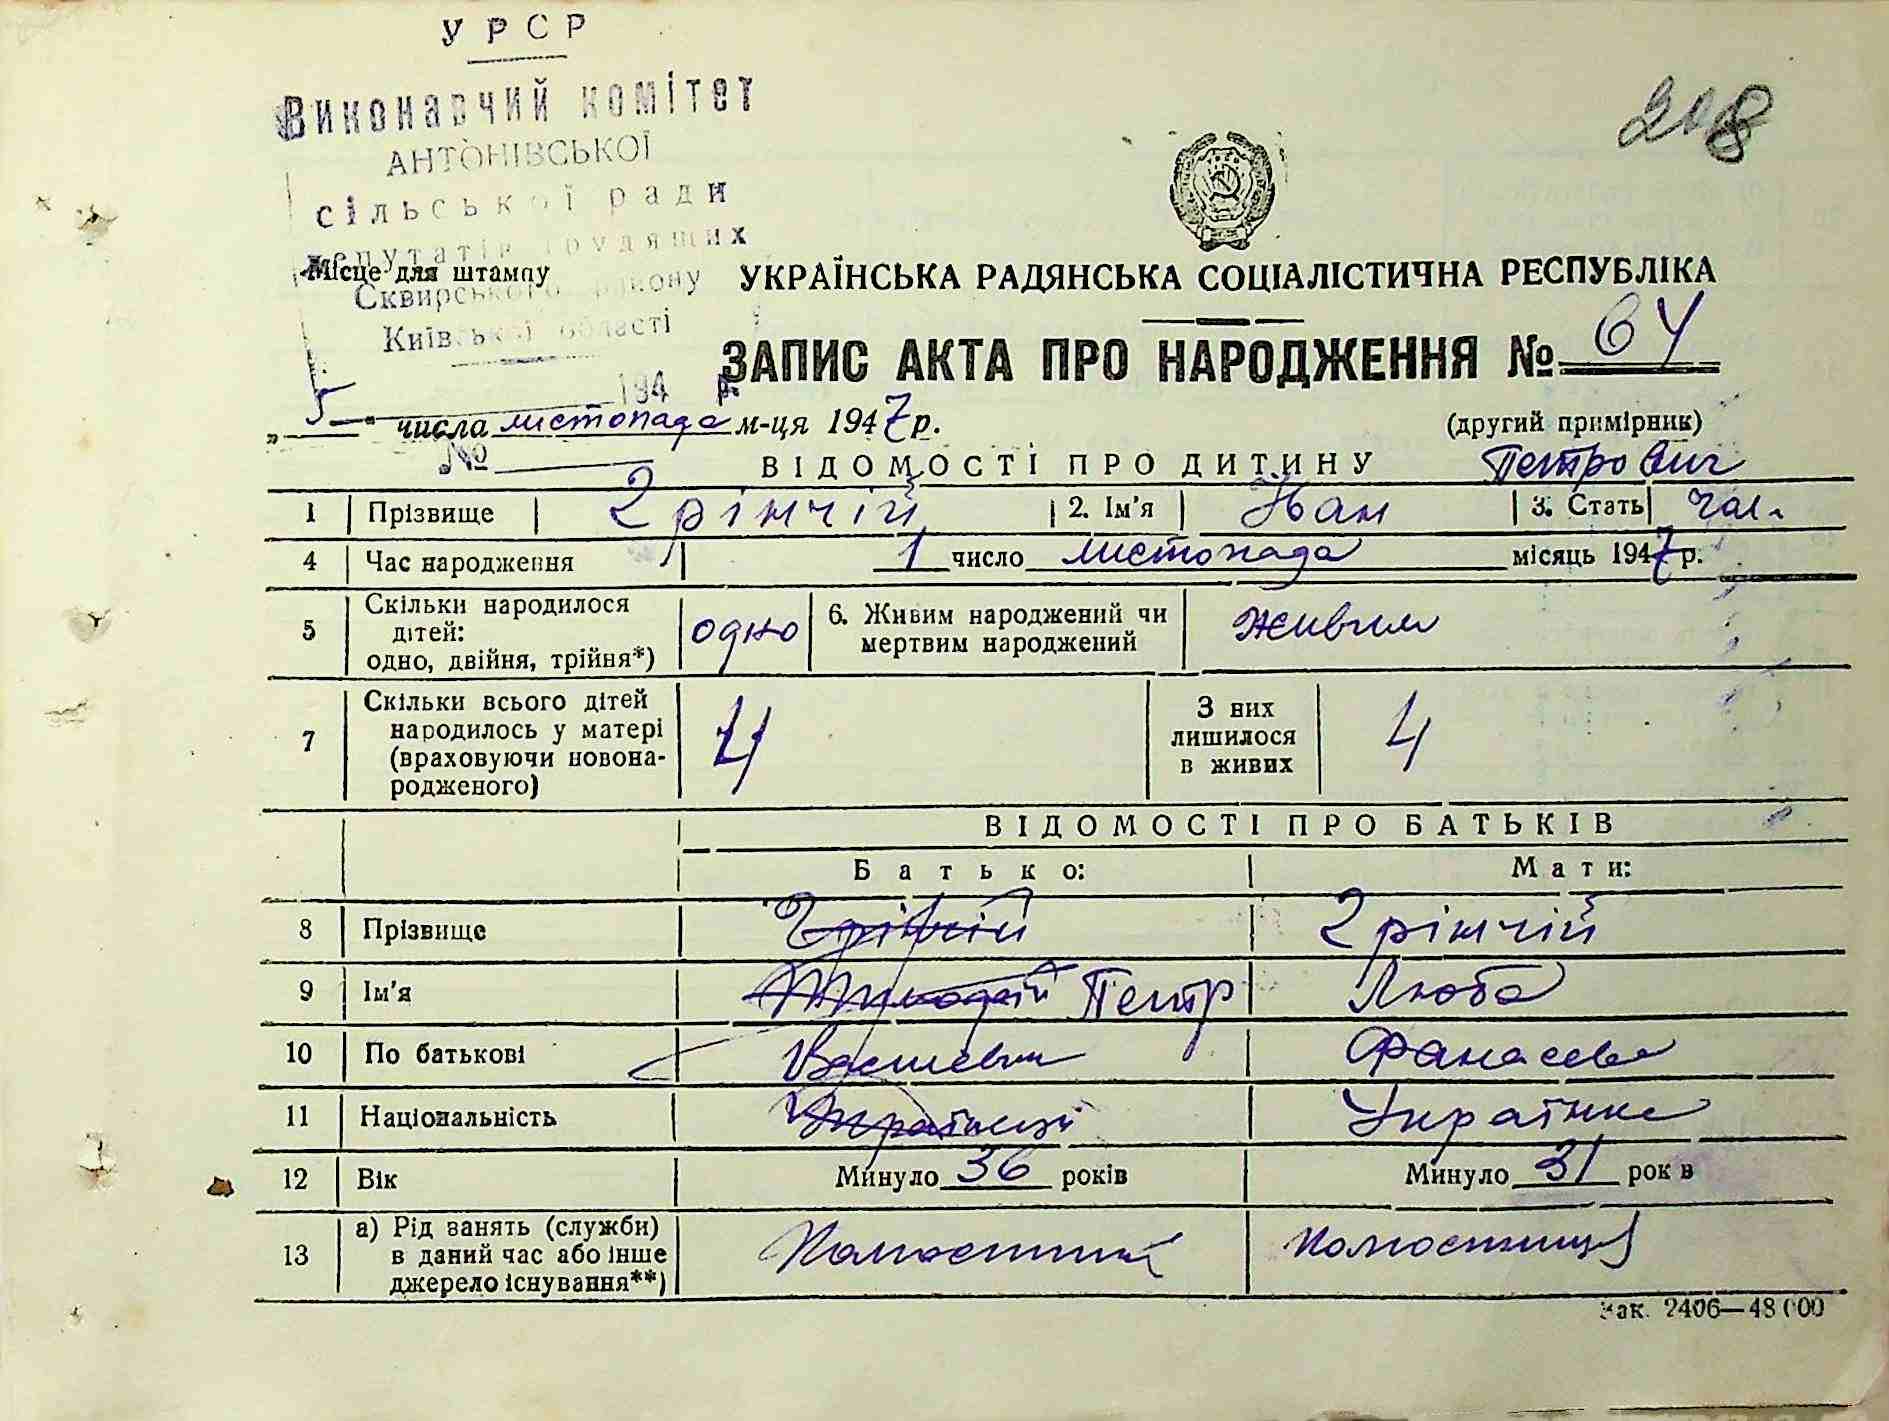 УРСР
208
Виконавчий комітет
АНТОНІВСЬКОЇ
сільської ради
депутатів трудящих
Місце для штампу
Сквирського району
Київської області
УКРАЇНСЬКА РАДЯНСЬКА СОЦІАЛІСТИЧНА РЕСПУБЛІКА
ЗАПИС АКТА ПРО НАРОДЖЕННЯ № 64
194 р.
„5" числа листопада м-ця 1947 р.
(другий примірник)
№
ВІДОМОСТІ ПРО ДИТИНУ Петрович
1 Прізвище Грінчій 2. Ім'я Іван 3. Стать чол.
4 Час народження 1 число листопада місяць 1947 р.
5 Скільки народилося дітей: одно, двійня, трійня*) одно 6. Живим народжений чи мертвим народжений живим
7 Скільки всього дітей народилось у матері (враховуючи новонародженого) 4 З них лишилося в живих 4
ВІДОМОСТІ ПРО БАТЬКІВ
Батько: Мати:
8 Прізвище Грінчій Грінчій
9 Ім'я Петр Люба
10 По батькові Василевич Фанасева
11 Національність Українець Українка
12 Вік Минуло 36 років Минуло 31 рок в
13 а) Рід занять (служби) в даний час або інше джерело існування**) Колгоспник Колгоспниця
Зак. 2406—48 000